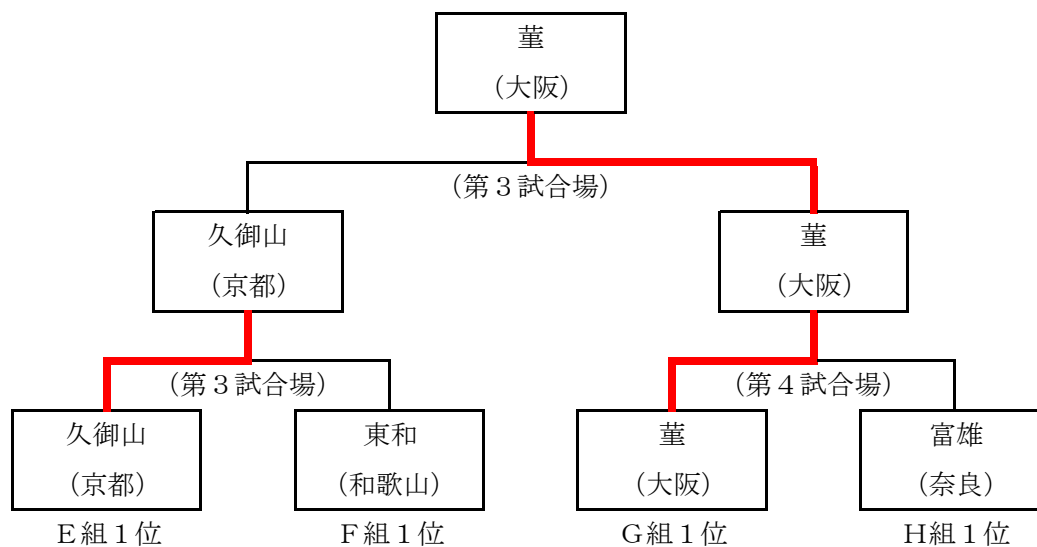 菫
(大阪)
(第３試合場)
久御山
(京都)
菫
(大阪)
(第３試合場)
(第４試合場)
久御山
(京都)
東和
(和歌山)
菫
(大阪)
富雄
(奈良)
Ｅ組１位
Ｆ組１位
Ｇ組１位
Ｈ組１位